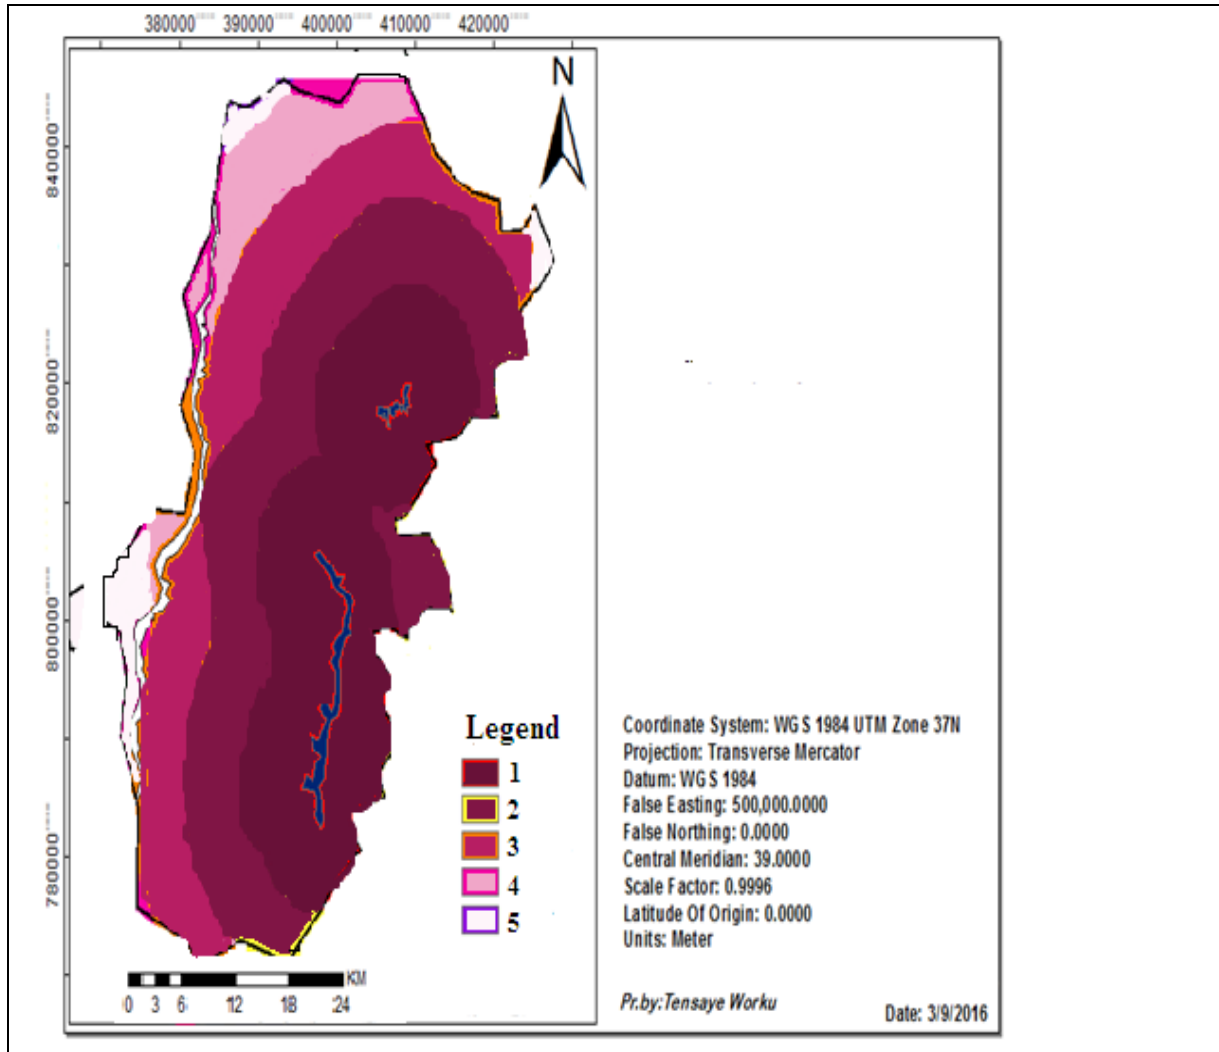 380000 390000 400000 410000 420000
N
840000
820000
800000
780000
Legend
1
2
3
4
5
KM
0 3 6 12 18 24
Coordinate System: WGS 1984 UTM Zone 37N
Projection: Transverse Mercator
Datum: WGS 1984
False Easting: 500,000.0000
False Northing: 0.0000
Central Meridian: 39.0000
Scale Factor: 0.9996
Latitude Of Origin: 0.0000
Units: Meter
Pr.by:Tensaye Worku
Date: 3/9/2016